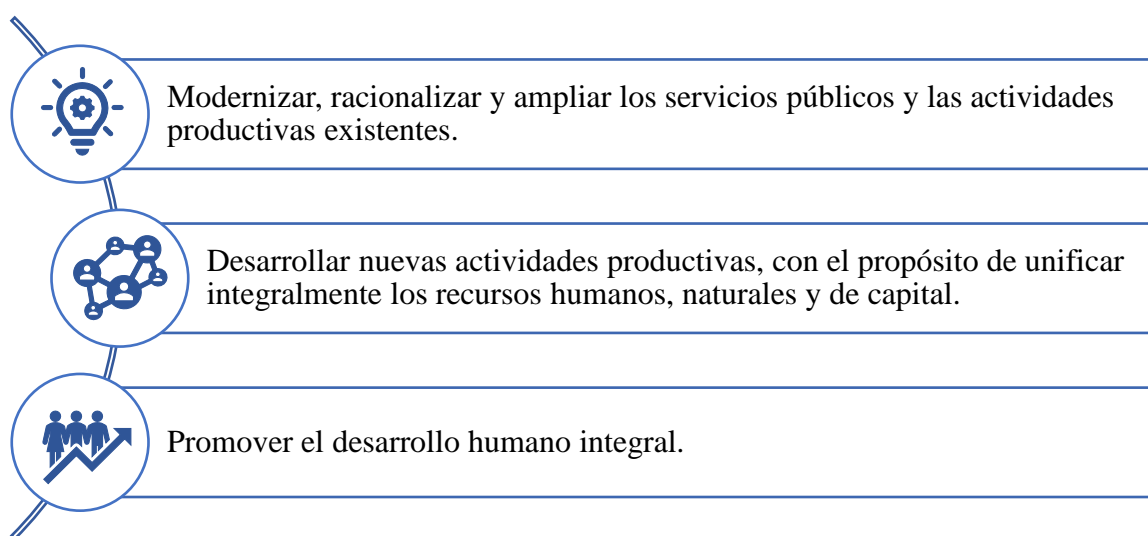 Modernizar, racionalizar y ampliar los servicios públicos y las actividades
productivas existentes.
Desarrollar nuevas actividades productivas, con el propósito de unificar
integralmente los recursos humanos, naturales y de capital.
Promover el desarrollo humano integral.